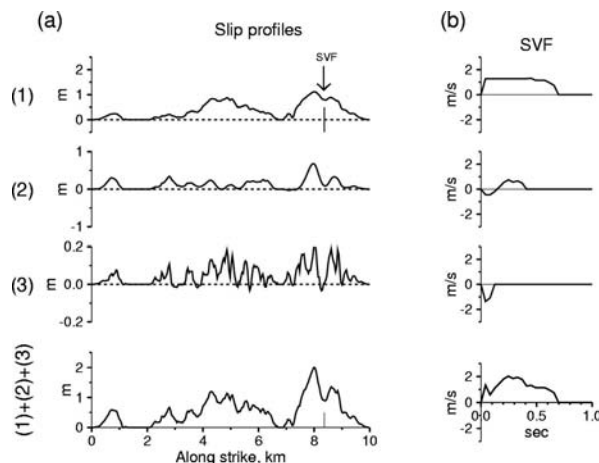 (a)
(b)
Slip profiles
SVF
SVF
(1)
m
2
1
0
m/s
2
0
-2
(2)
m
1
0
-1
m/s
2
0
-2
(3)
m
0.2
0.0
-0.2
m/s
2
0
-2
(1)+(2)+(3)
m
2
1
0
m/s
2
0
-2
0 2 4 6 8 10
Along strike, km
0.0 0.5 1.0
sec